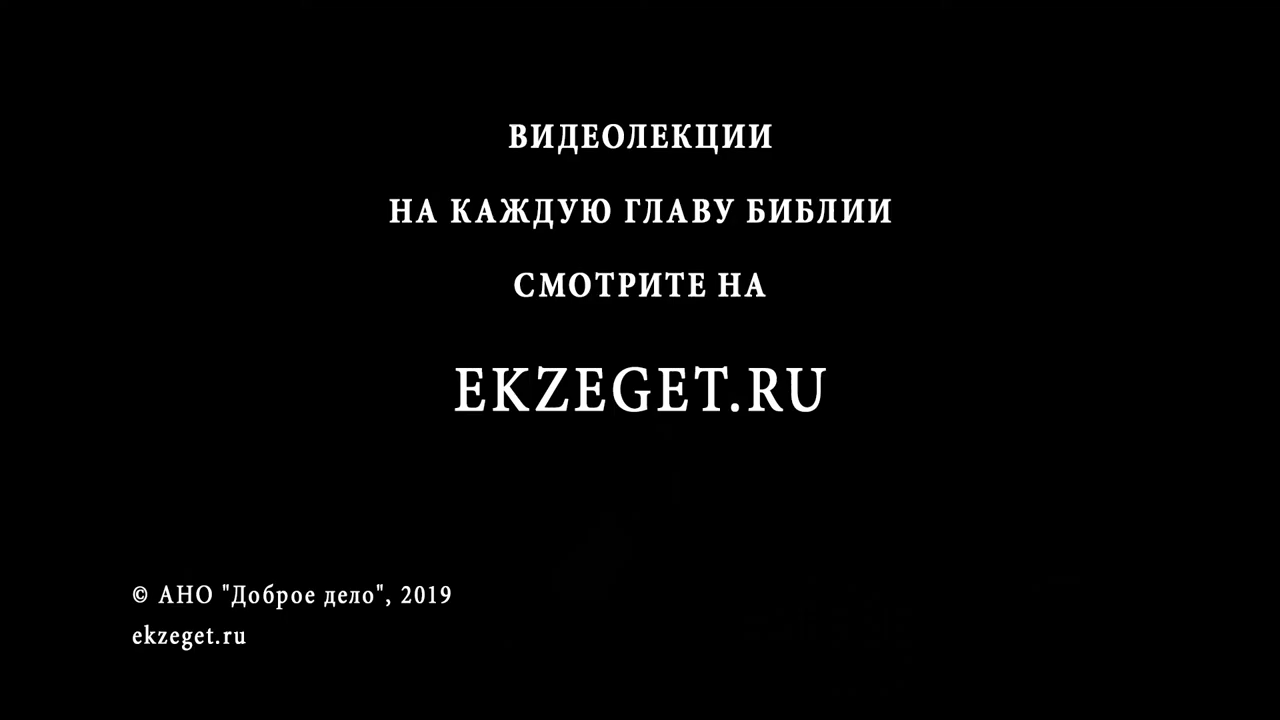 ВИДЕОЛЕКЦИИ
НА КАЖДУЮ ГЛАВУ БИБЛИИ
СМОТРИТЕ НА
EKZEGET.RU
© АНО "Доброе дело", 2019
ekzeget.ru